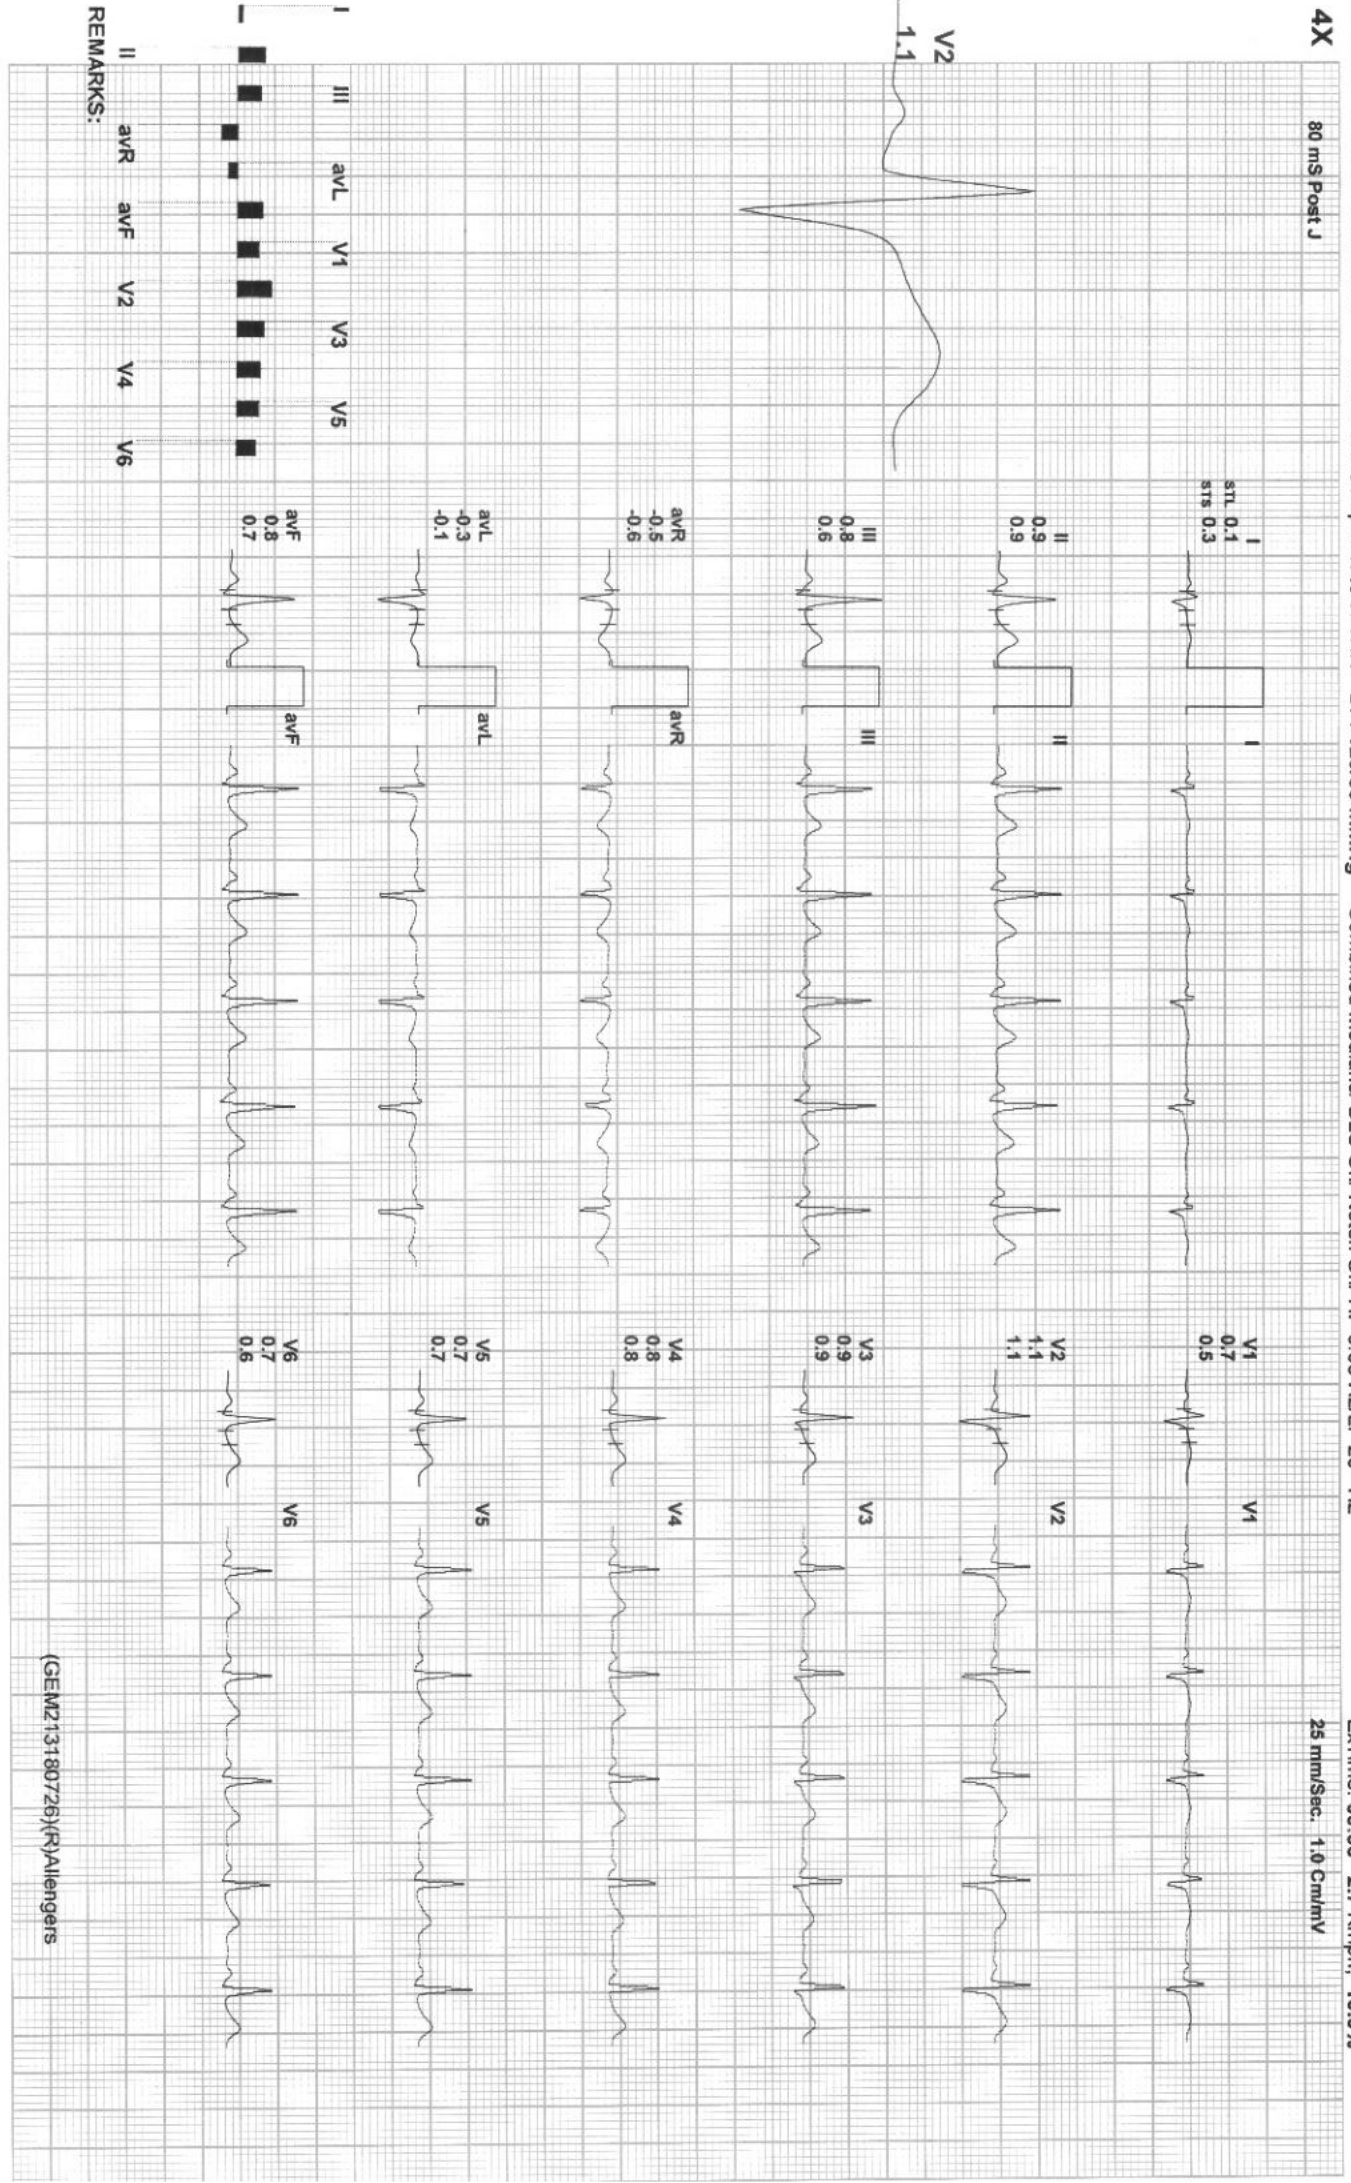 4X
80 mS Post J
25 mm/Sec. 1.0 Cm/mV
V2
1.1
I
STL 0.1
STS 0.3
I
V1
0.7
0.5
V1
II
0.9
0.9
II
V2
1.1
1.1
V2
III
0.8
0.6
III
V3
0.9
0.9
V3
avR
-0.5
-0.6
avR
V4
0.8
0.8
V4
avL
-0.3
-0.1
avL
V5
0.7
0.7
V5
avF
0.8
0.7
avF
V6
0.7
0.6
V6
I III avL V1 V3 V5
II avR avF V2 V4 V6
REMARKS:
(GEM213180726)(R)Allengers